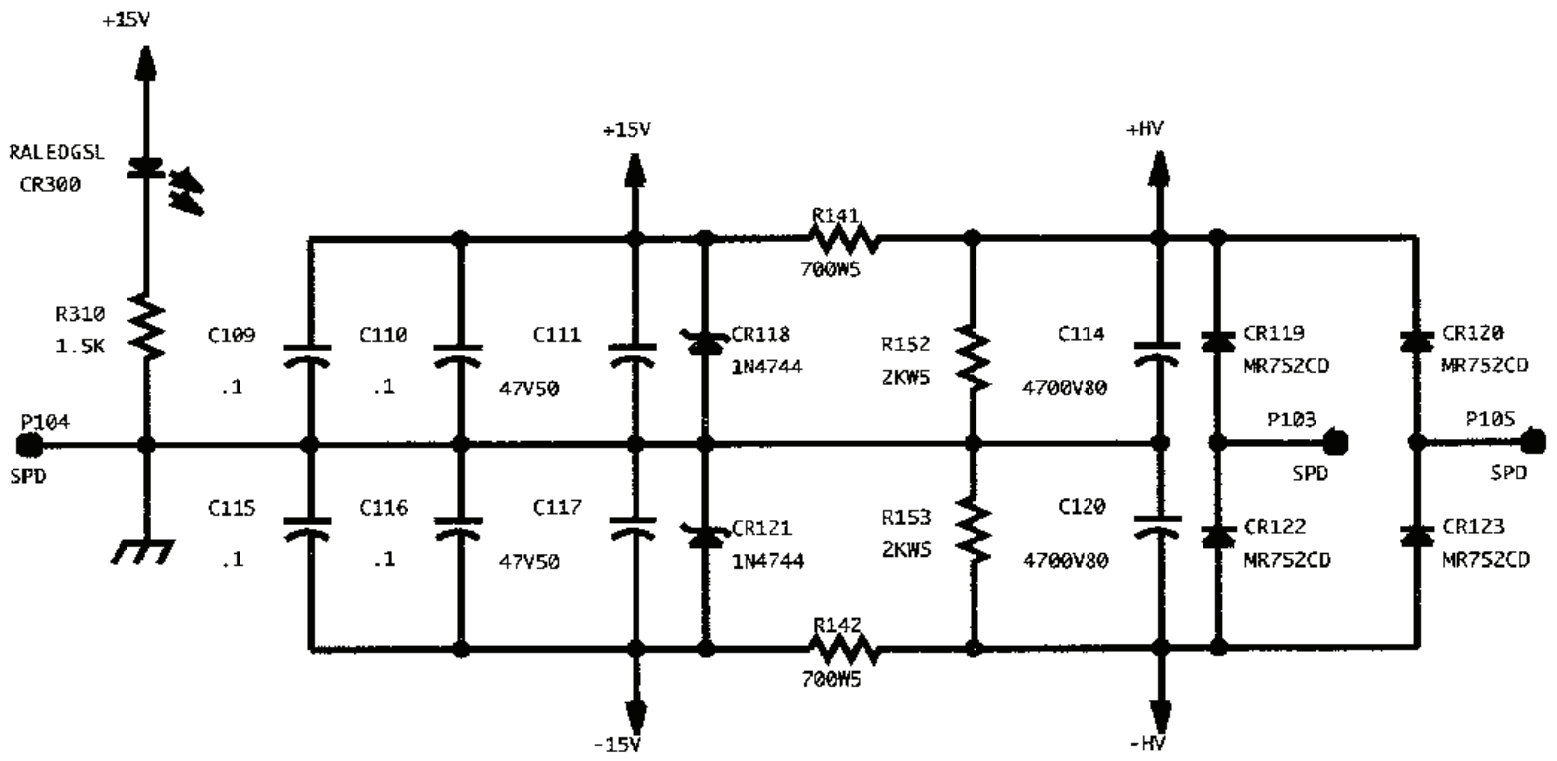 +15V
RALEDGSL
CR300
R310
1.5K
P104
SPD
+15V
+HV
R141
700W5
C109
.1
C110
.1
C111
47V50
CR118
1N4744
R152
2KW5
C114
4700V80
CR119
MR752CD
CR120
MR752CD
P103
SPD
P105
SPD
C115
.1
C116
.1
C117
47V50
CR121
1N4744
R153
2KW5
C120
4700V80
CR122
MR752CD
CR123
MR752CD
R142
700W5
-15V
-HV